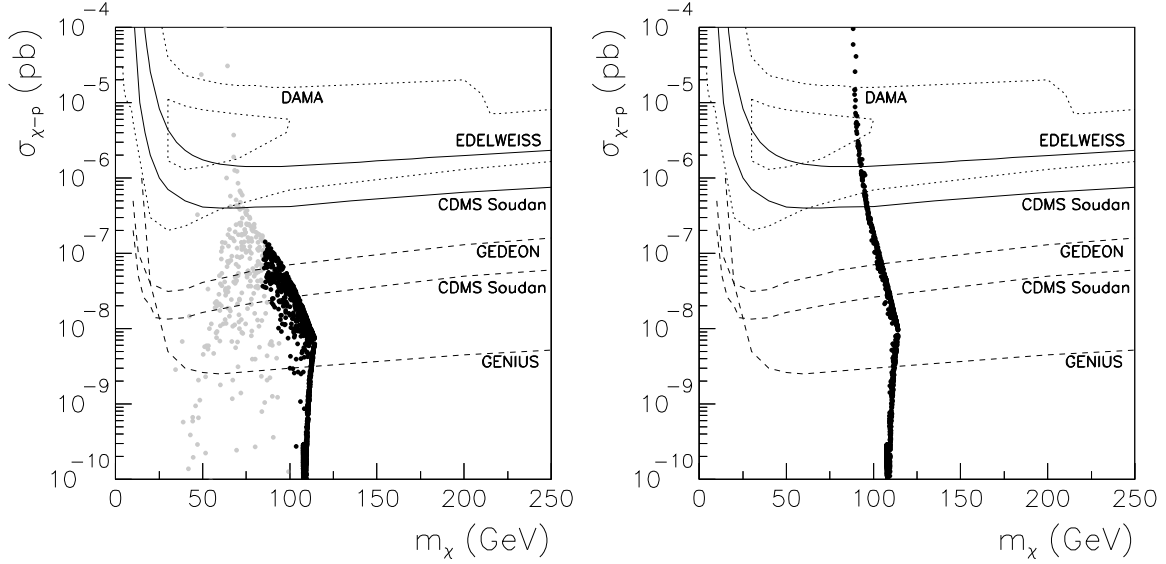 10⁻⁴
10⁻⁵
10⁻⁶
10⁻⁷
10⁻⁸
10⁻⁹
10⁻¹⁰
σχ−p (pb)
DAMA
EDELWEISS
CDMS Soudan
GEDEON
CDMS Soudan
GENIUS
0 50 100 150 200 250
mχ (GeV)
10⁻⁴
10⁻⁵
10⁻⁶
10⁻⁷
10⁻⁸
10⁻⁹
10⁻¹⁰
σχ−p (pb)
DAMA
EDELWEISS
CDMS Soudan
GEDEON
CDMS Soudan
GENIUS
0 50 100 150 200 250
mχ (GeV)